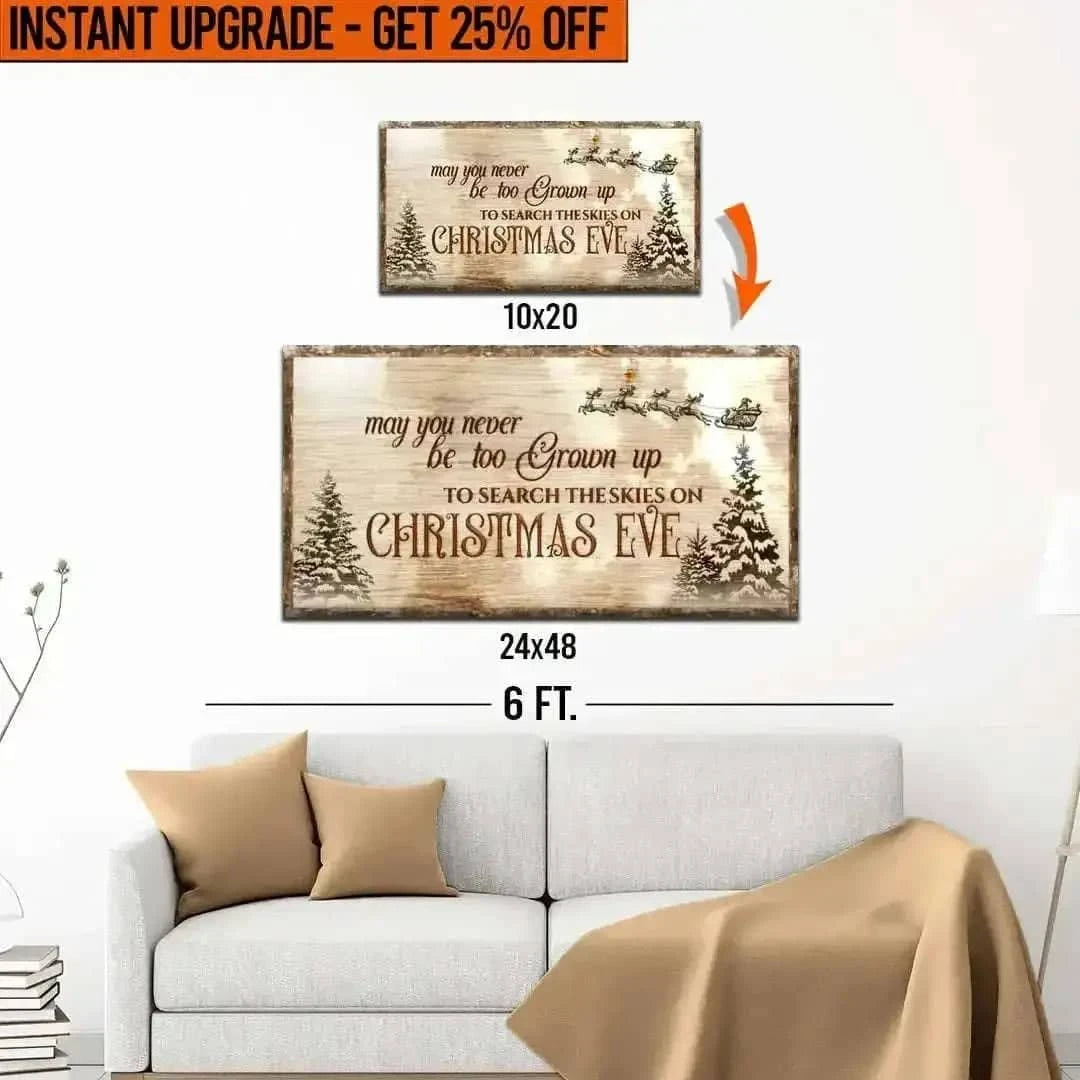 INSTANT UPGRADE - GET 25% OFF
may you never
be too Grown up
TO SEARCH THE SKIES ON
CHRISTMAS EVE
10x20
may you never
be too Grown up
TO SEARCH THE SKIES ON
CHRISTMAS EVE
24x48
6 FT.